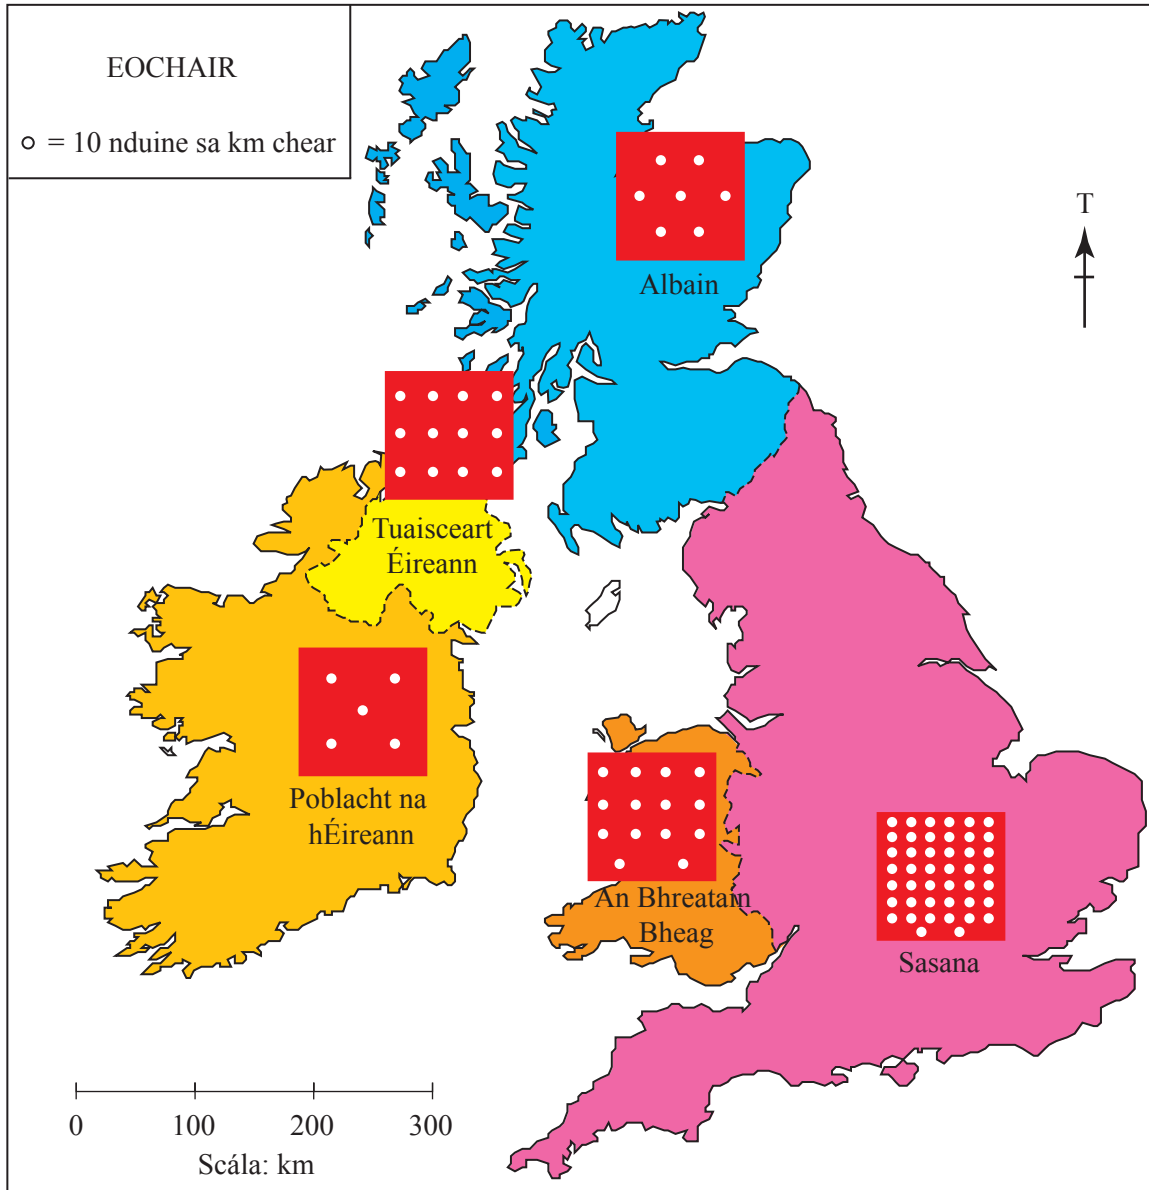 EOCHAIR
= 10 nduine sa km chear
T
Albain
Tuaisceart
Éireann
Poblacht na
hÉireann
An Bhreatain
Bheag
Sasana
0 100 200 300
Scála: km